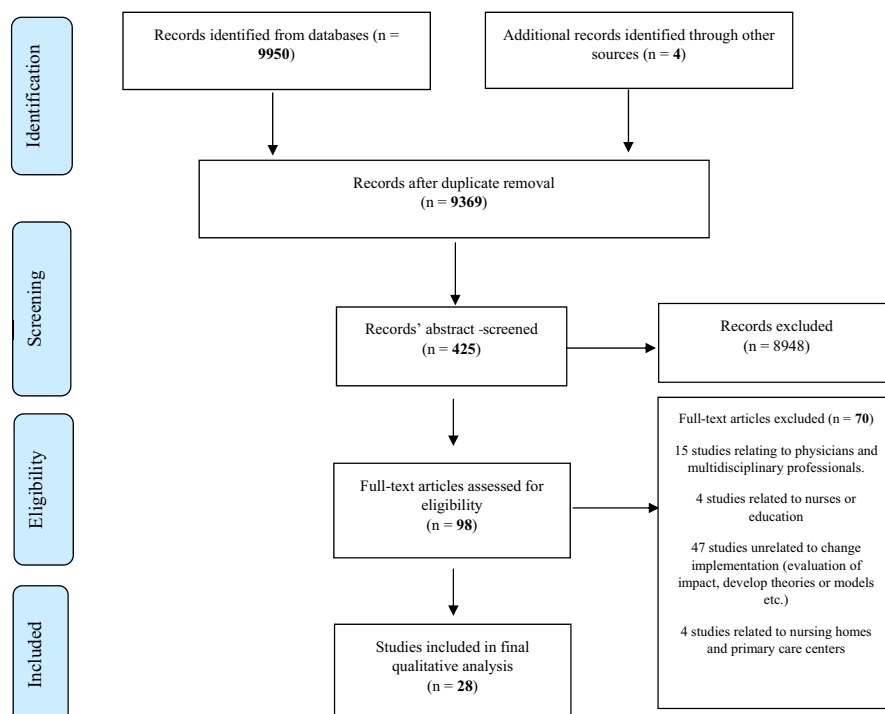 Identification
Records identified from databases (n =
9950)
Additional records identified through other
sources (n = 4)
Records after duplicate removal
(n = 9369)
Screening
Records’ abstract -screened
(n = 425)
Records excluded
(n = 8948)
Eligibility
Full-text articles assessed for
eligibility
(n = 98)
Full-text articles excluded (n = 70)
15 studies relating to physicians and
multidisciplinary professionals.
4 studies related to nurses or
education
47 studies unrelated to change
implementation (evaluation of
impact, develop theories or models
etc.)
4 studies related to nursing homes
and primary care centers
Included
Studies included in final
qualitative analysis
(n = 28)